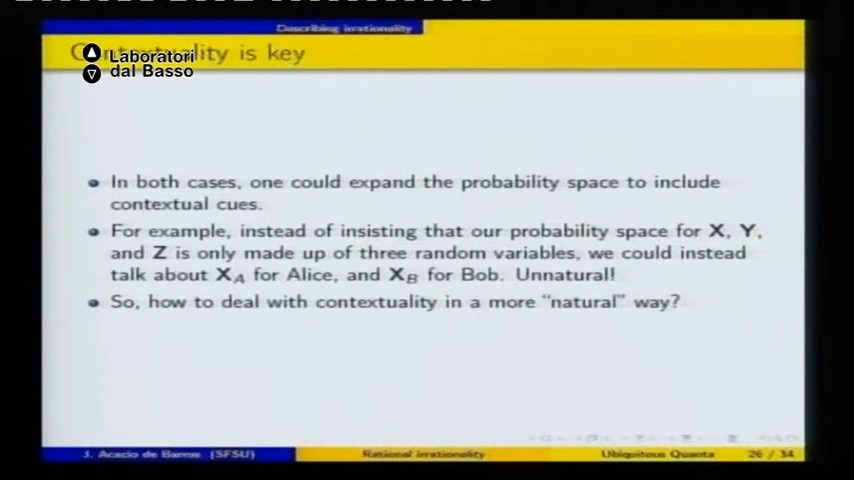 Describing irrationality
Contextuality is key
Laboratori
dal Basso
In both cases, one could expand the probability space to include
contextual cues.
For example, instead of insisting that our probability space for X, Y,
and Z is only made up of three random variables, we could instead
talk about X_A for Alice, and X_B for Bob. Unnatural!
So, how to deal with contextuality in a more "natural" way?
J. Acacio de Barros (SFSU) Rational irrationality Ubiquitous Quanta 26 / 34